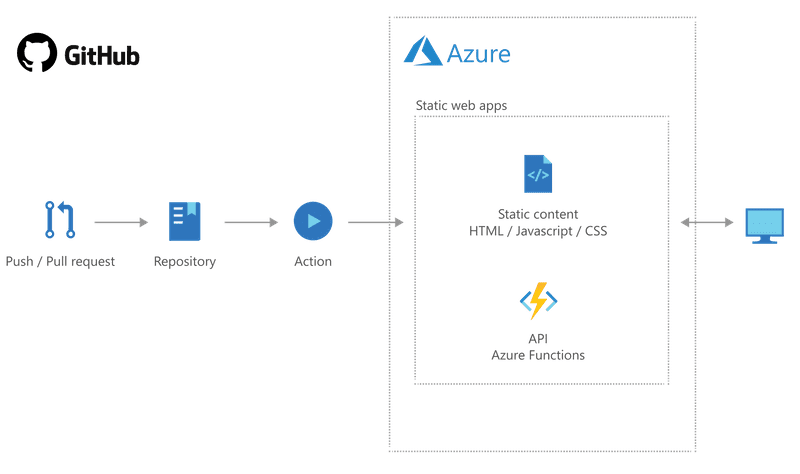 GitHub
Azure
Static web apps
</>
Static content
HTML / Javascript / CSS
Push / Pull request
Repository
Action
API
Azure Functions